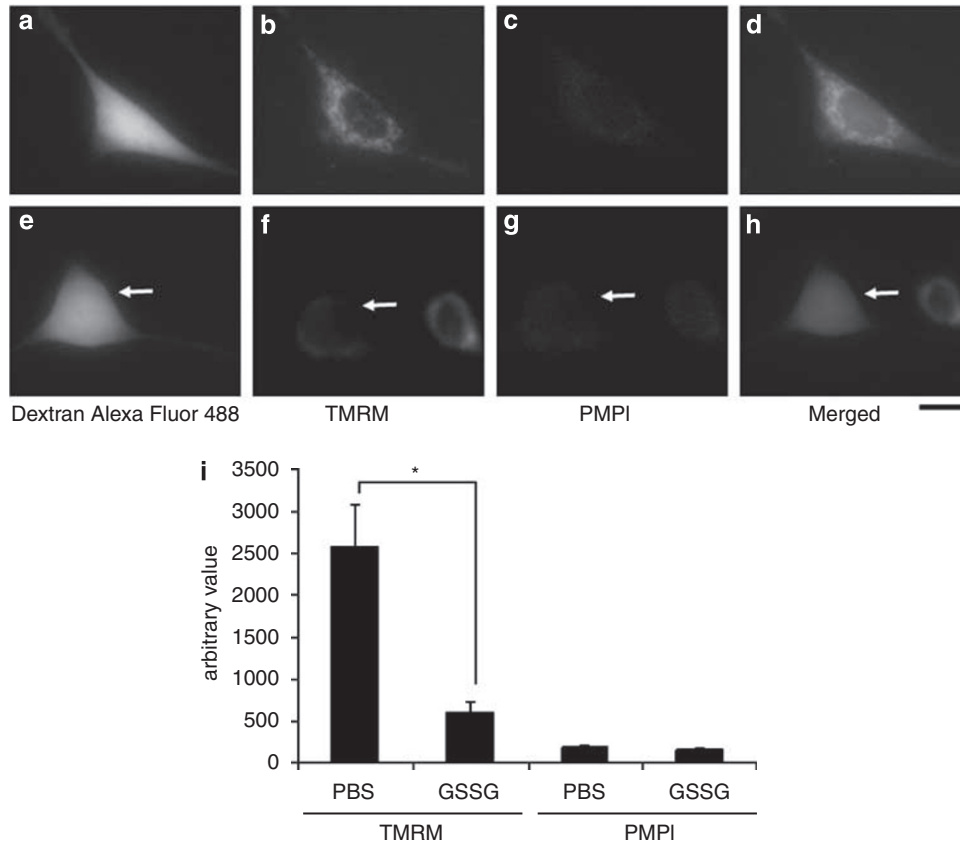 a b c d
e f g h
Dextran Alexa Fluor 488 TMRM PMPI Merged
i
arbitrary value
3500
3000
2500
2000
1500
1000
500
0
*
PBS GSSG PBS GSSG
TMRM PMPI